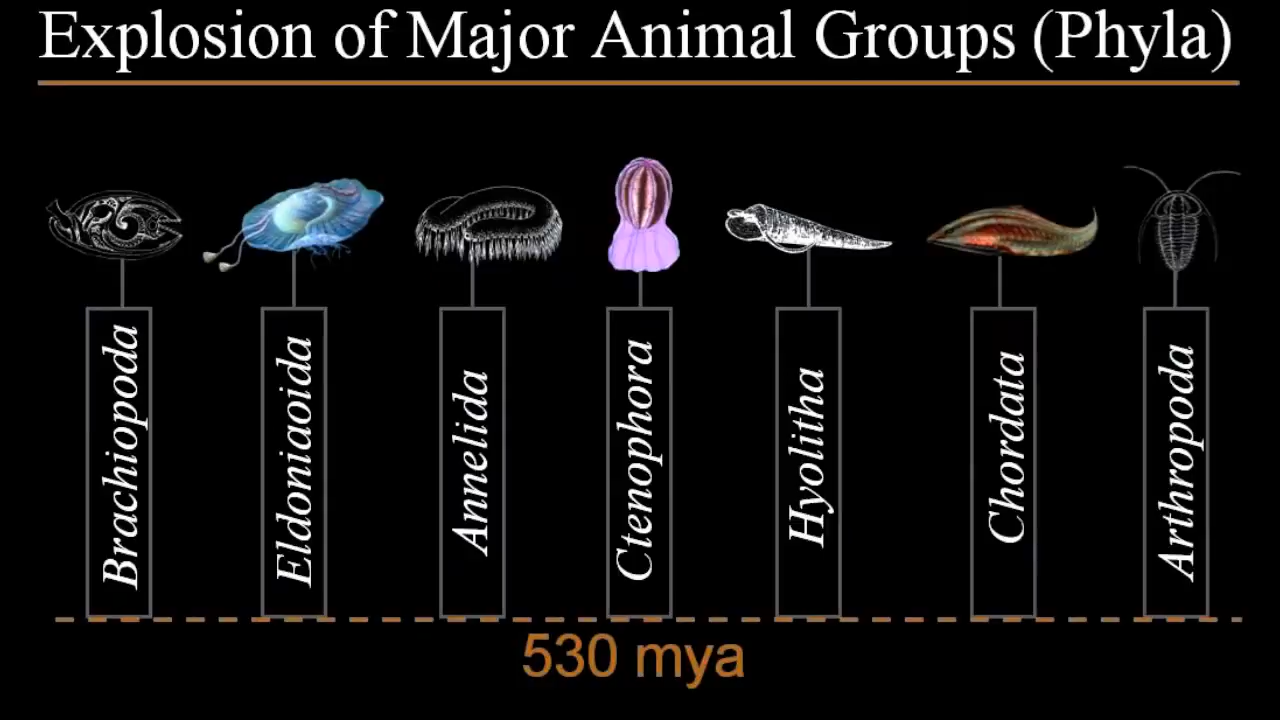 Explosion of Major Animal Groups (Phyla)
Brachiopoda
Eldoniaoida
Annelida
Ctenophora
Hyolitha
Chordata
Arthropoda
530 mya